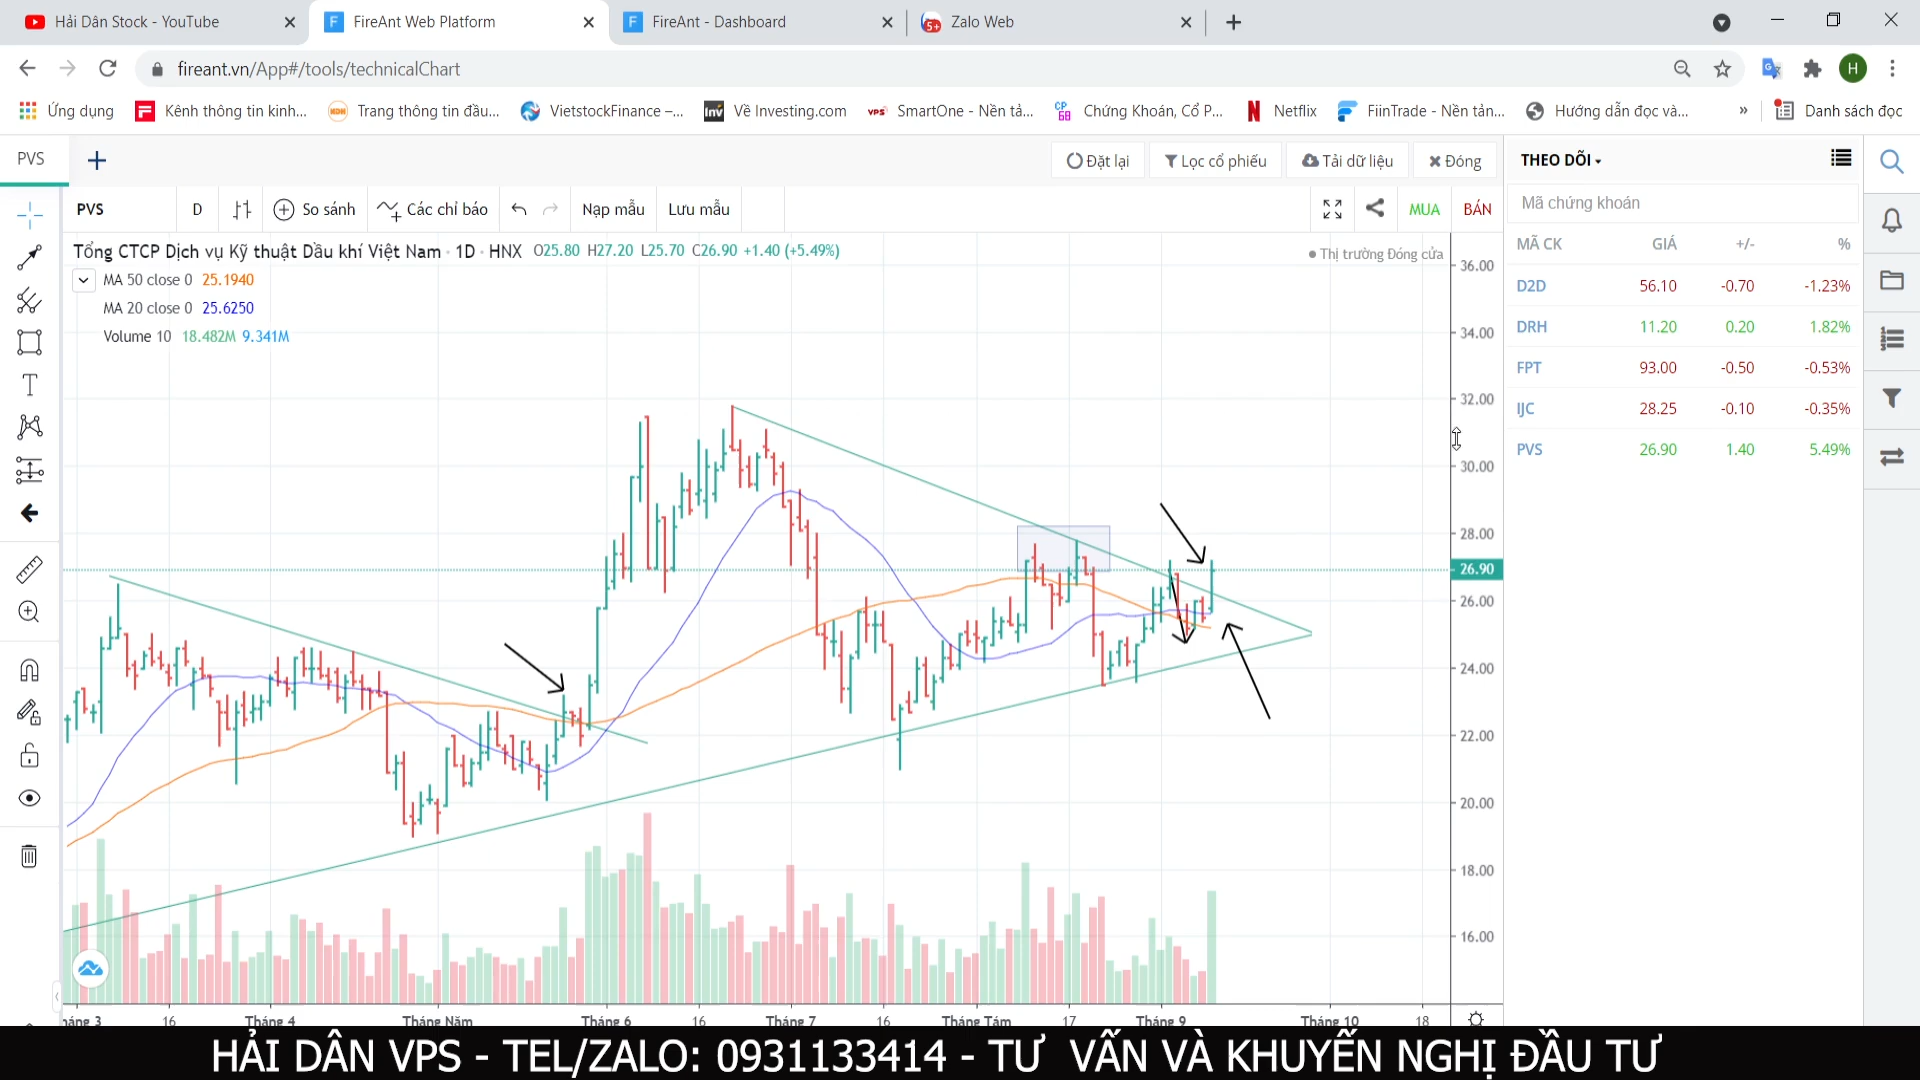 Hải Dân Stock - YouTube
FireAnt Web Platform
FireAnt - Dashboard
Zalo Web
fireant.vn/App#/tools/technicalChart
H
Ứng dụng
Kênh thông tin kinh...
Trang thông tin đầu...
VietstockFinance –...
Về Investing.com
SmartOne - Nền tả...
Chứng Khoán, Cổ P...
Netflix
FiinTrade - Nền tản...
Hướng dẫn đọc và...
»
Danh sách đọc
PVS
Đặt lại
Lọc cổ phiếu
Tải dữ liệu
Đóng
THEO DÕI
PVS
D
So sánh
Các chỉ báo
Nạp mẫu
Lưu mẫu
MUA
BÁN
Mã chứng khoán
Tổng CTCP Dịch vụ Kỹ thuật Dầu khí Việt Nam · 1D · HNX O25.80 H27.20 L25.70 C26.90 +1.40 (+5.49%)
Thị trường Đóng cửa
MA 50 close 0 25.1940
MA 20 close 0 25.6250
Volume 10 18.482M 9.341M
MÃ CK GIÁ +/- %
D2D 56.10 -0.70 -1.23%
DRH 11.20 0.20 1.82%
FPT 93.00 -0.50 -0.53%
IJC 28.25 -0.10 -0.35%
PVS 26.90 1.40 5.49%
36.00
34.00
32.00
30.00
28.00
26.90
26.00
24.00
22.00
20.00
18.00
16.00
16 Tháng 4 Tháng Năm Tháng 6 16 Tháng 7 16 Tháng Tám 17 Tháng 9 Tháng 10 18
HẢI DÂN VPS - TEL/ZALO: 0931133414 - TƯ VẤN VÀ KHUYẾN NGHỊ ĐẦU TƯ